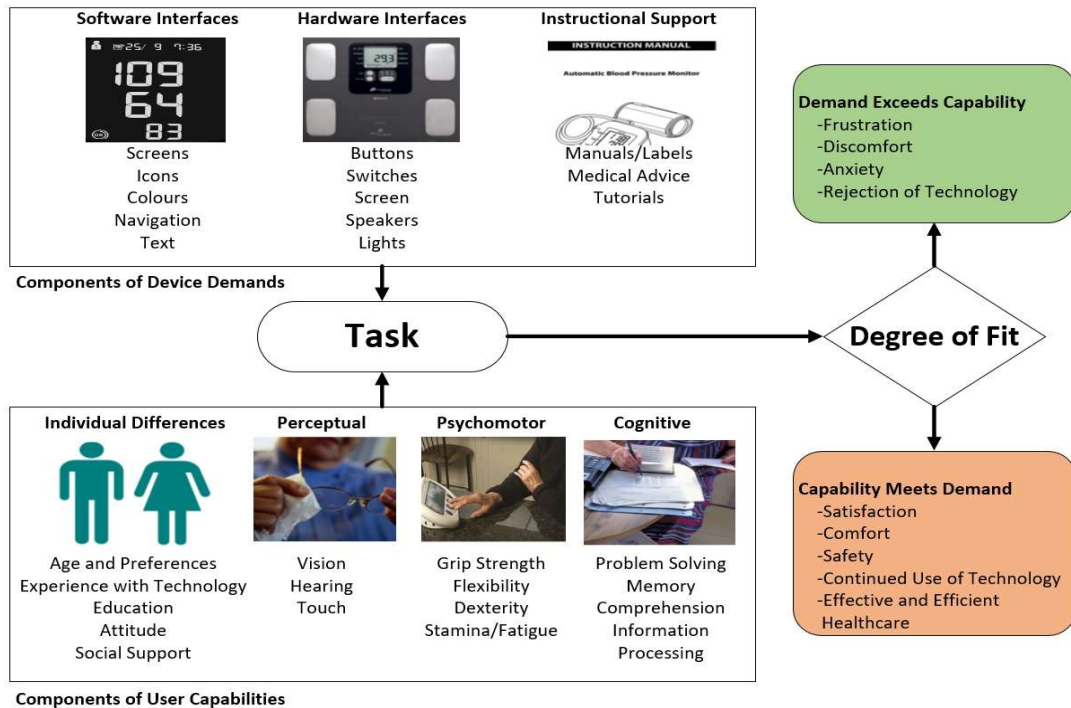 Software Interfaces
25/ 9 7:36
109
64
83
Screens
Icons
Colours
Navigation
Text
Hardware Interfaces
29.3
Buttons
Switches
Screen
Speakers
Lights
Instructional Support
INSTRUCTION MANUAL
Automatic Blood Pressure Monitor
Manuals/Labels
Medical Advice
Tutorials
Components of Device Demands
Task
Degree of Fit
Demand Exceeds Capability
-Frustration
-Discomfort
-Anxiety
-Rejection of Technology
Capability Meets Demand
-Satisfaction
-Comfort
-Safety
-Continued Use of Technology
-Effective and Efficient
Healthcare
Individual Differences
Age and Preferences
Experience with Technology
Education
Attitude
Social Support
Perceptual
Vision
Hearing
Touch
Psychomotor
Grip Strength
Flexibility
Dexterity
Stamina/Fatigue
Cognitive
Problem Solving
Memory
Comprehension
Information
Processing
Components of User Capabilities